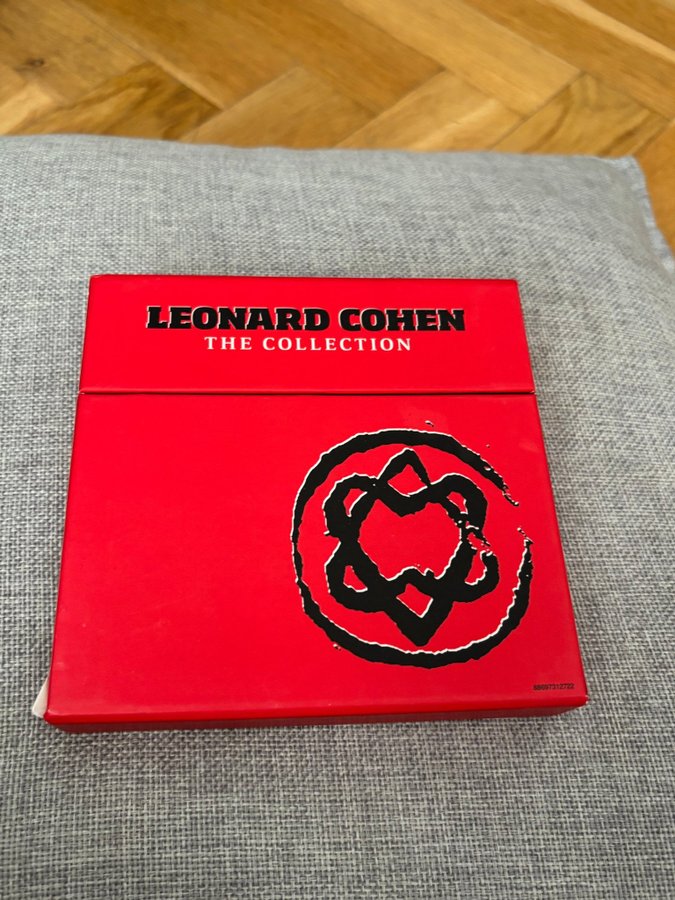 LEONARD COHEN
THE COLLECTION
88697312722